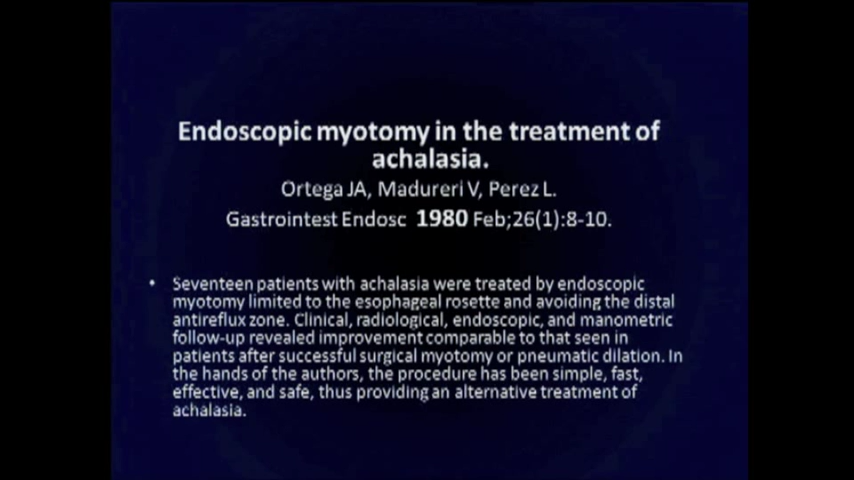 Endoscopic myotomy in the treatment of
achalasia.
Ortega JA, Madureri V, Perez L.
Gastrointest Endosc 1980 Feb;26(1):8-10.
• Seventeen patients with achalasia were treated by endoscopic
myotomy limited to the esophageal rosette and avoiding the distal
antireflux zone. Clinical, radiological, endoscopic, and manometric
follow-up revealed improvement comparable to that seen in
patients after successful surgical myotomy or pneumatic dilation. In
the hands of the authors, the procedure has been simple, fast,
effective, and safe, thus providing an alternative treatment of
achalasia.